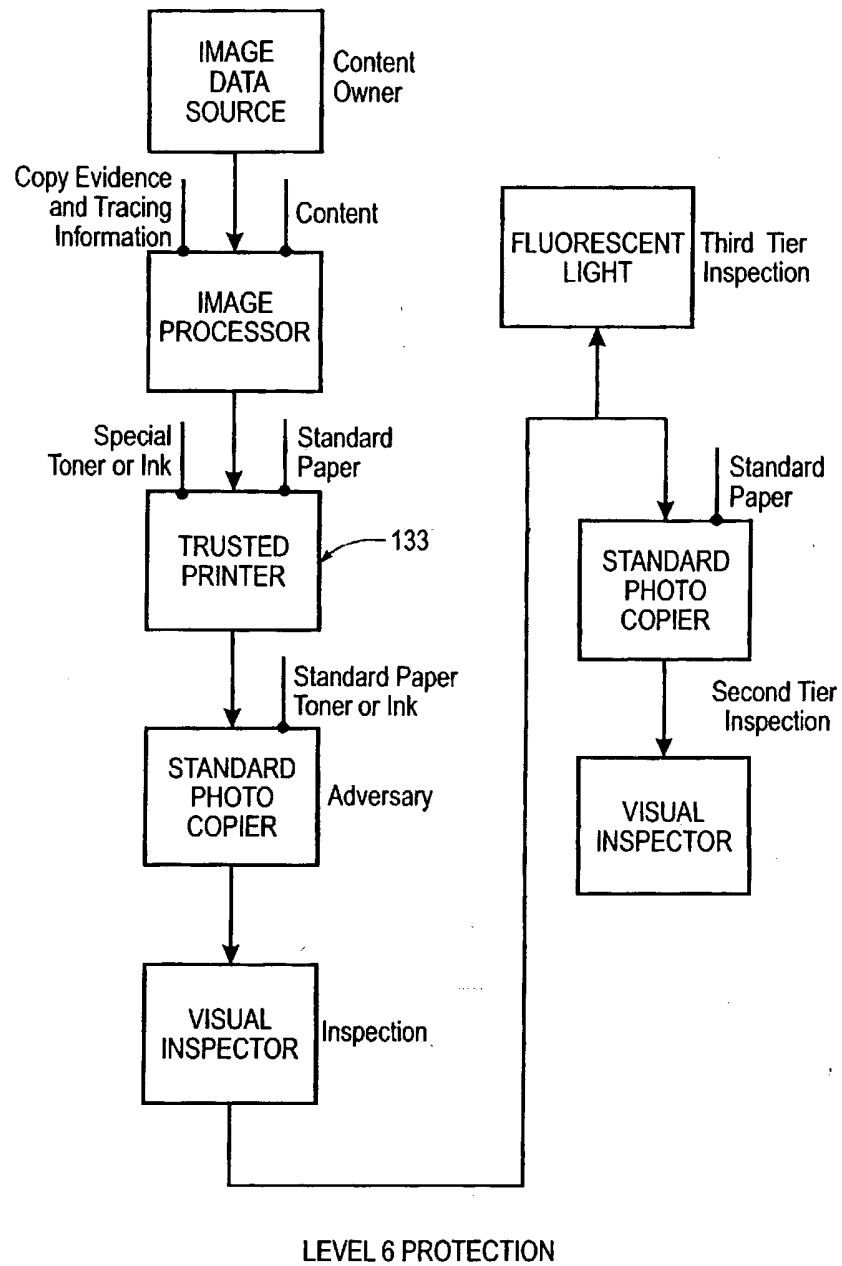 IMAGE
DATA
SOURCE
Content
Owner
Copy Evidence
and Tracing
Information
Content
IMAGE
PROCESSOR
Special
Toner or Ink
Standard
Paper
TRUSTED
PRINTER
133
Standard Paper
Toner or Ink
STANDARD
PHOTO
COPIER
Adversary
VISUAL
INSPECTOR
Inspection
FLUORESCENT
LIGHT
Third Tier
Inspection
Standard
Paper
STANDARD
PHOTO
COPIER
Second Tier
Inspection
VISUAL
INSPECTOR
LEVEL 6 PROTECTION